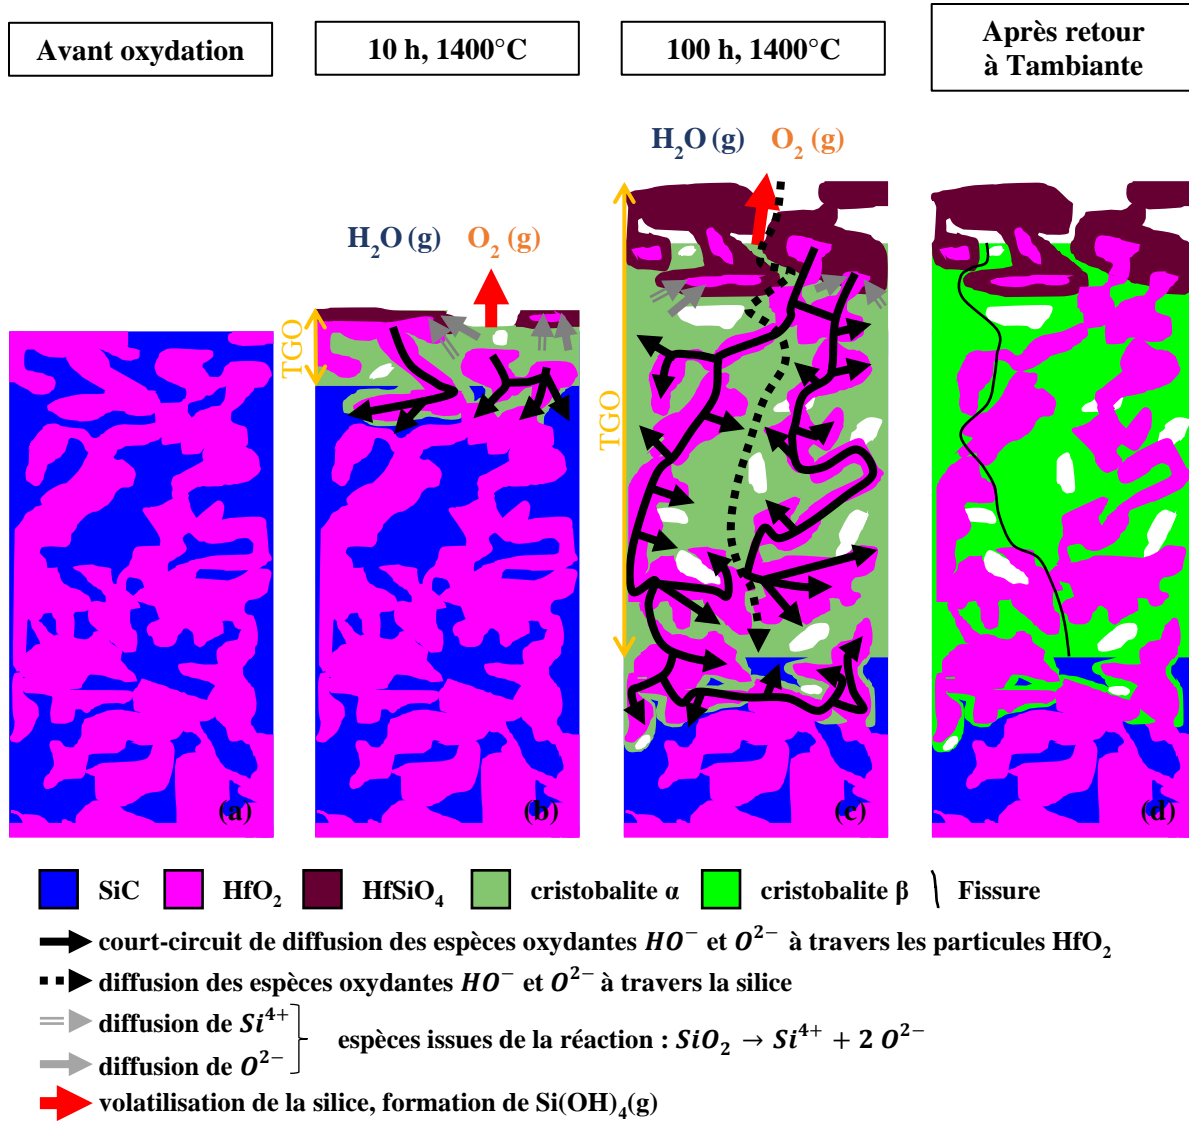 Avant oxydation
10 h, 1400°C
100 h, 1400°C
Après retour
à Tambiante
H₂O (g) O₂ (g)
H₂O (g) O₂ (g)
TGO
TGO
(a)
(b)
(c)
(d)
SiC
HfO₂
HfSiO₄
cristobalite α
cristobalite β
Fissure
court-circuit de diffusion des espèces oxydantes HO⁻ et O²⁻ à travers les particules HfO₂
diffusion des espèces oxydantes HO⁻ et O²⁻ à travers la silice
diffusion de Si⁴⁺
espèces issues de la réaction : SiO₂ → Si⁴⁺ + 2 O²⁻
diffusion de O²⁻
volatilisation de la silice, formation de Si(OH)₄(g)